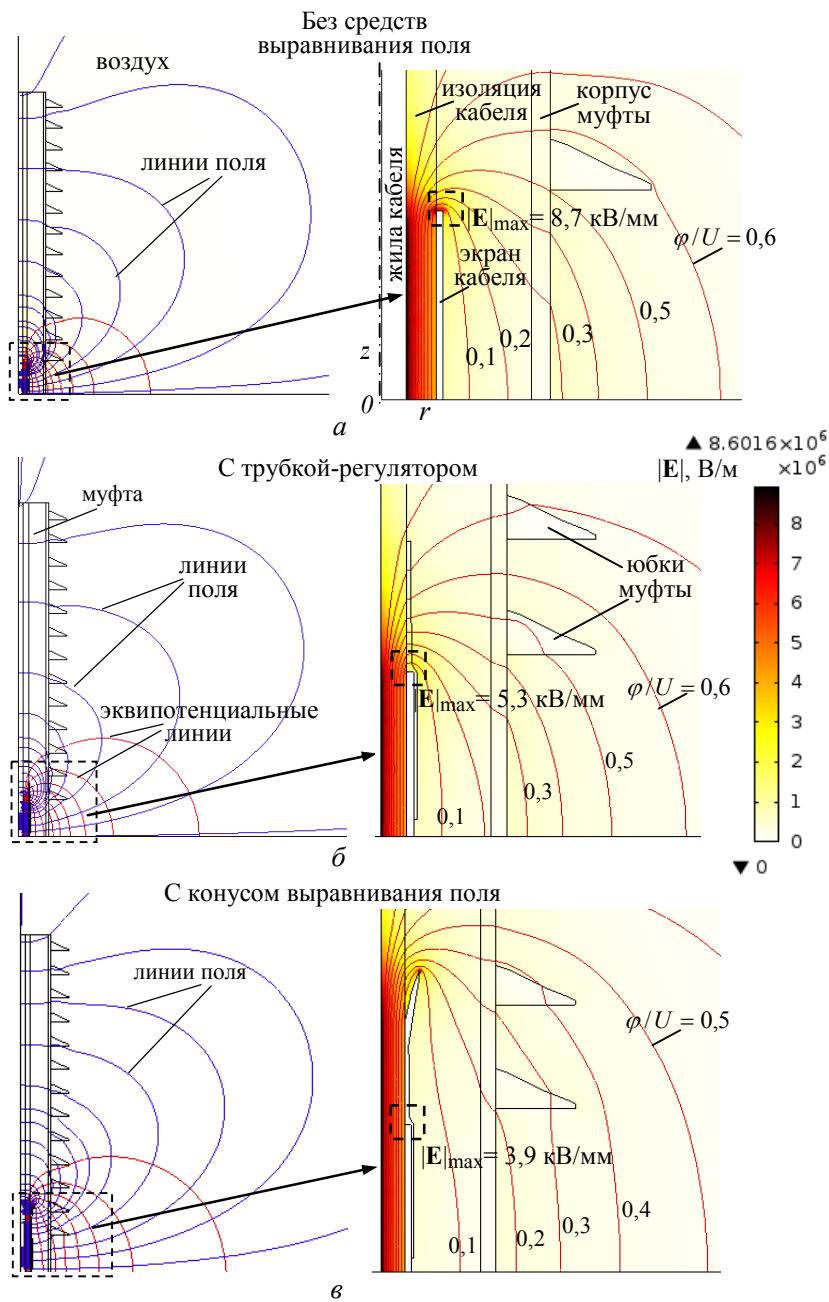 Без средств
выравнивания поля
воздух
линии поля
изоляция
кабеля
корпус
муфты
жила кабеля
|E|max= 8,7 кВ/мм
экран
кабеля
φ/U = 0,6
0,5
0,3
0,2
0,1
z
0
r
а
С трубкой-регулятором
|E|, В/м
▲ 8.6016×10⁶
×10⁶
8
7
6
5
4
3
2
1
0
▼ 0
муфта
линии
поля
эквипотенциальные
линии
юбки
муфты
|E|max= 5,3 кВ/мм
φ/U = 0,6
0,5
0,3
0,1
б
С конусом выравнивания поля
линии поля
φ/U = 0,5
|E|max= 3,9 кВ/мм
0,4
0,3
0,2
0,1
в